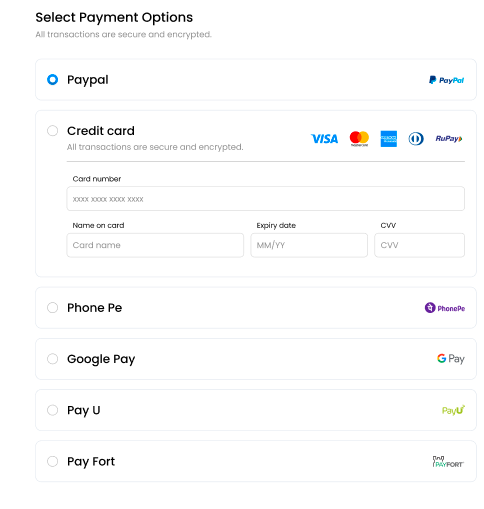 Select Payment Options
All transactions are secure and encrypted.
Paypal PayPal
Credit card
All transactions are secure and encrypted.
VISA mastercard AMERICAN EXPRESS RuPay
Card number
xxxx xxxx xxxx xxxx
Name on card Expiry date CVV
Card name MM/YY CVV
Phone Pe PhonePe
Google Pay G Pay
Pay U PayU
Pay Fort PAYFORT